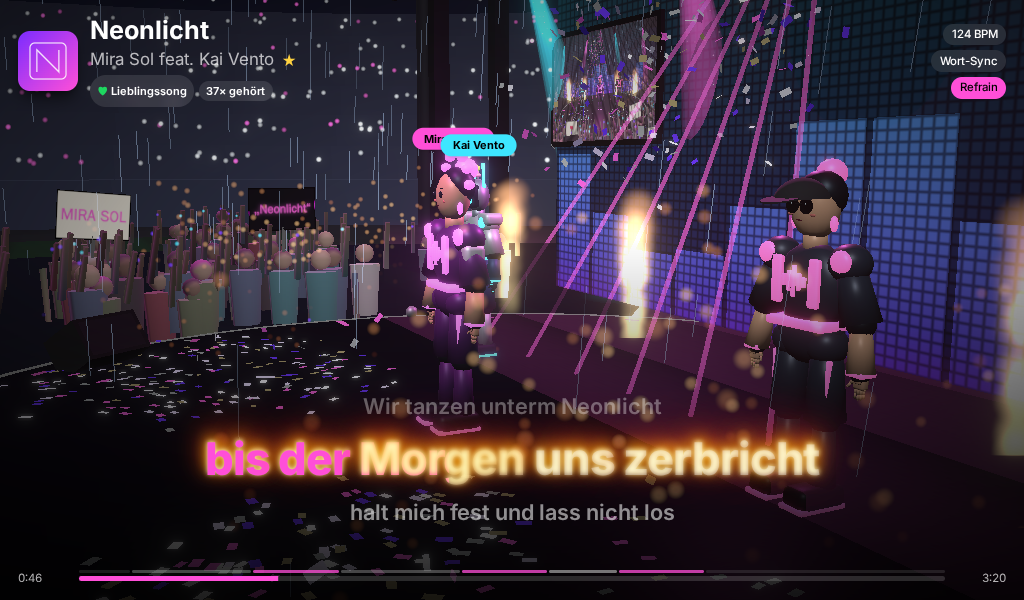 Neonlicht
Mira Sol feat. Kai Vento ★
Lieblingssong
37× gehört
124 BPM
Wort-Sync
Refrain
Kai Vento
MIRA SOL
Neonlicht
Wir tanzen unterm Neonlicht
bis der Morgen uns zerbricht
halt mich fest und lass nicht los
0:46
3:20